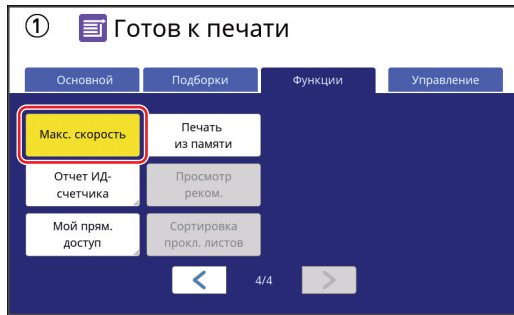 ① Готов к печати
Основной Подборки Функции Управление
Макс. скорость
Печать
из памяти
Отчет ИД-
счетчика
Просмотр
реком.
Мой прям.
доступ
Сортировка
прокл. листов
4/4